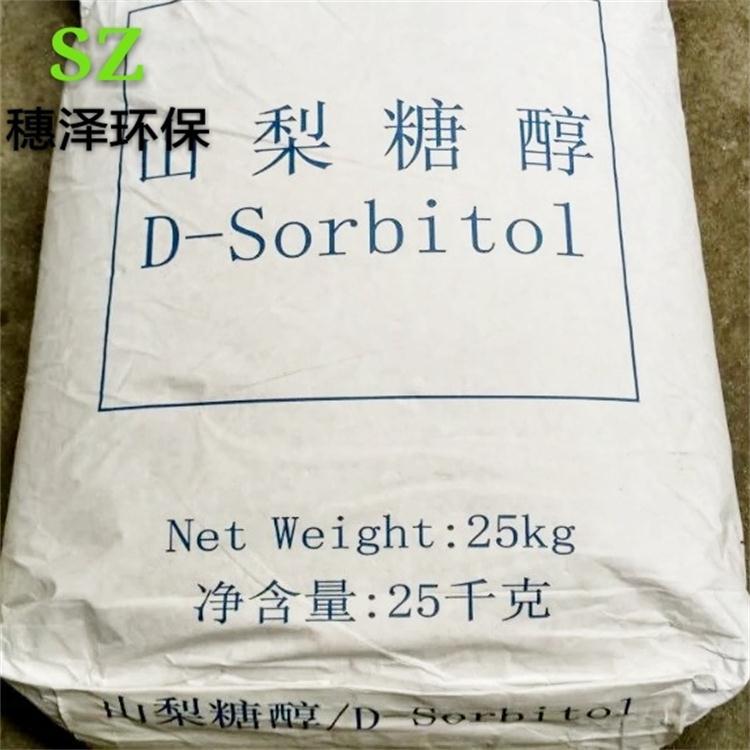 SZ
穗泽环保
山梨糖醇
D-Sorbitol
Net Weight:25kg
净含量:25千克
山梨糖醇/D-Sorbitol